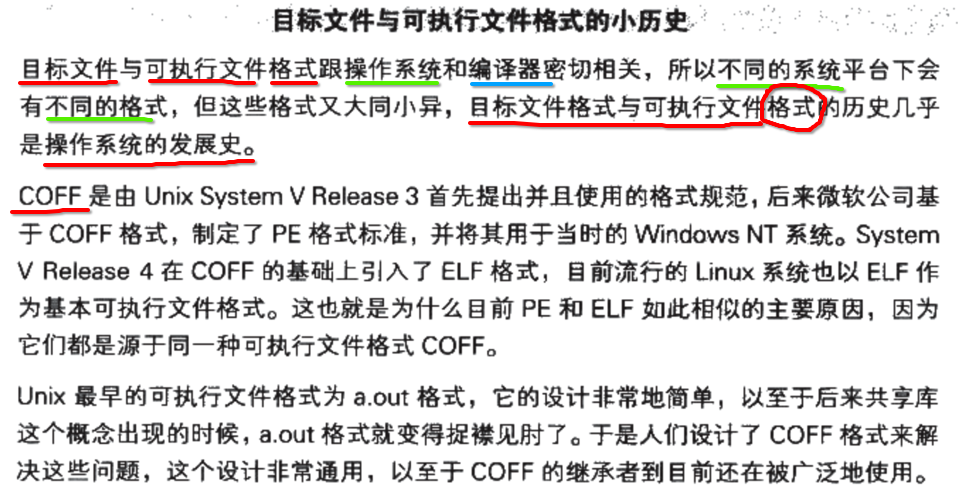 目标文件与可执行文件格式的小历史
目标文件与可执行文件格式跟操作系统和编译器密切相关，所以不同的系统平台下会
有不同的格式，但这些格式又大同小异，目标文件格式与可执行文件格式的历史几乎
是操作系统的发展史。
COFF 是由 Unix System V Release 3 首先提出并且使用的格式规范，后来微软公司基
于 COFF 格式，制定了 PE 格式标准，并将其用于当时的 Windows NT 系统。System
V Release 4 在 COFF 的基础上引入了 ELF 格式，目前流行的 Linux 系统也以 ELF 作
为基本可执行文件格式。这也就是为什么目前 PE 和 ELF 如此相似的主要原因，因为
它们都是源于同一种可执行文件格式 COFF。
Unix 最早的可执行文件格式为 a.out 格式，它的设计非常地简单，以至于后来共享库
这个概念出现的时候，a.out 格式就变得捉襟见肘了。于是人们设计了 COFF 格式来解
决这些问题，这个设计非常通用，以至于 COFF 的继承者到目前还在被广泛地使用。